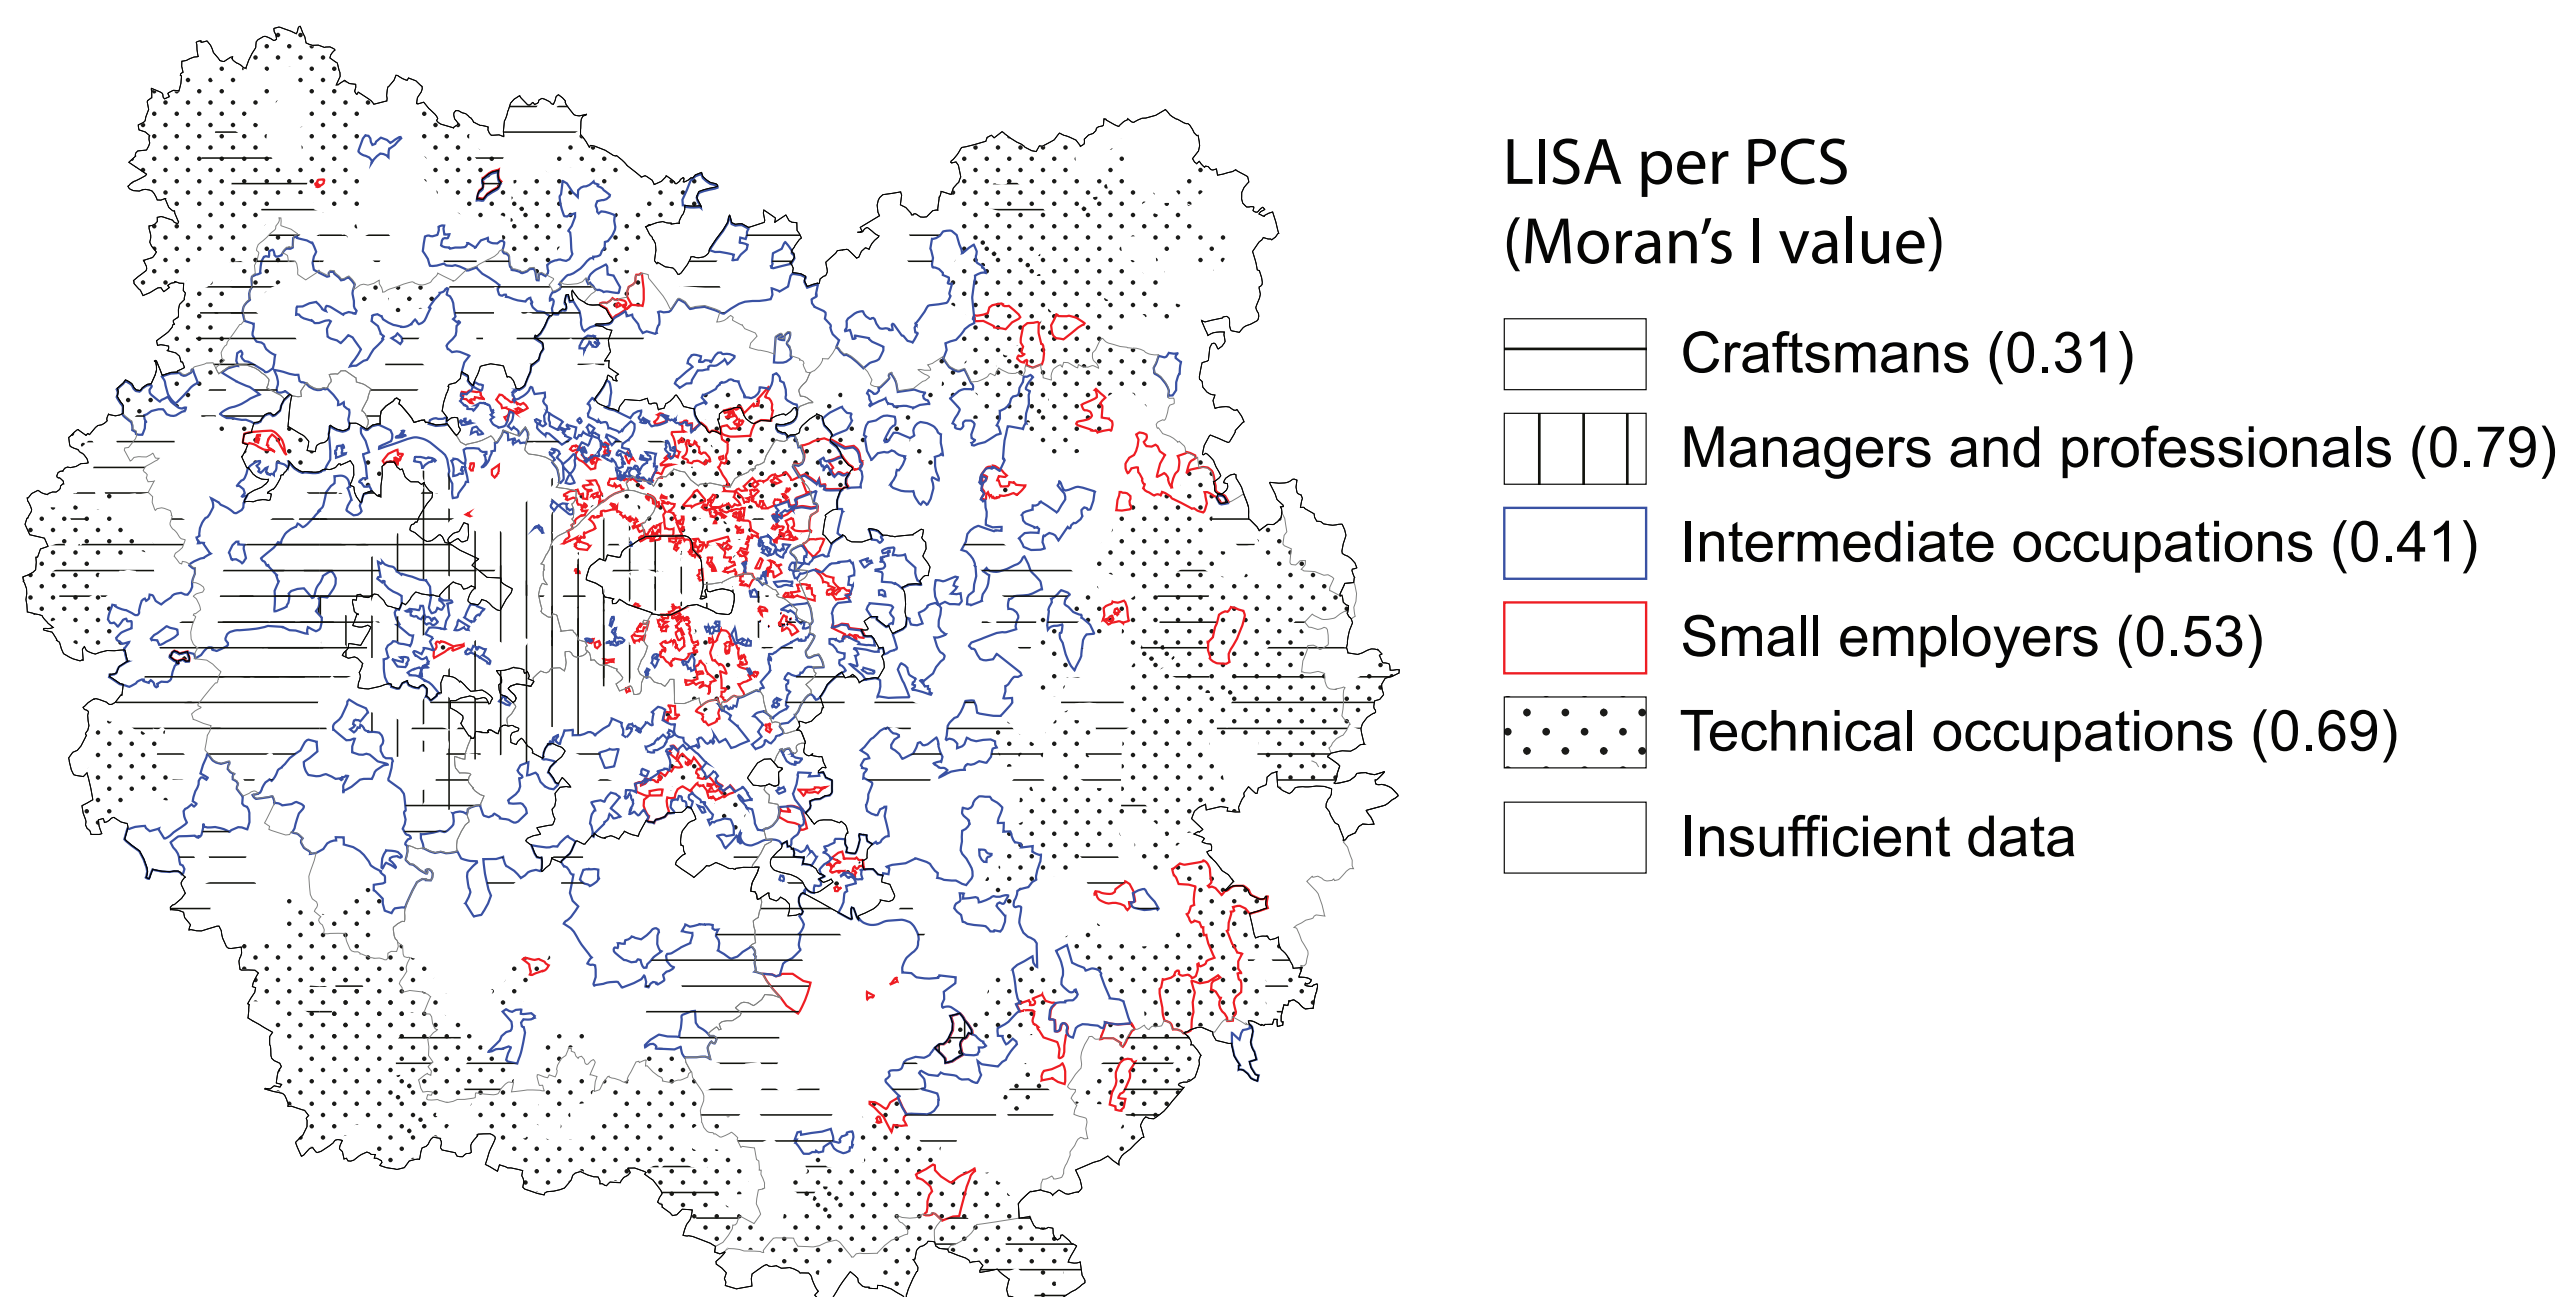 LISA per PCS
(Moran’s I value)
Craftsmans (0.31)
Managers and professionals (0.79)
Intermediate occupations (0.41)
Small employers (0.53)
Technical occupations (0.69)
Insufficient data